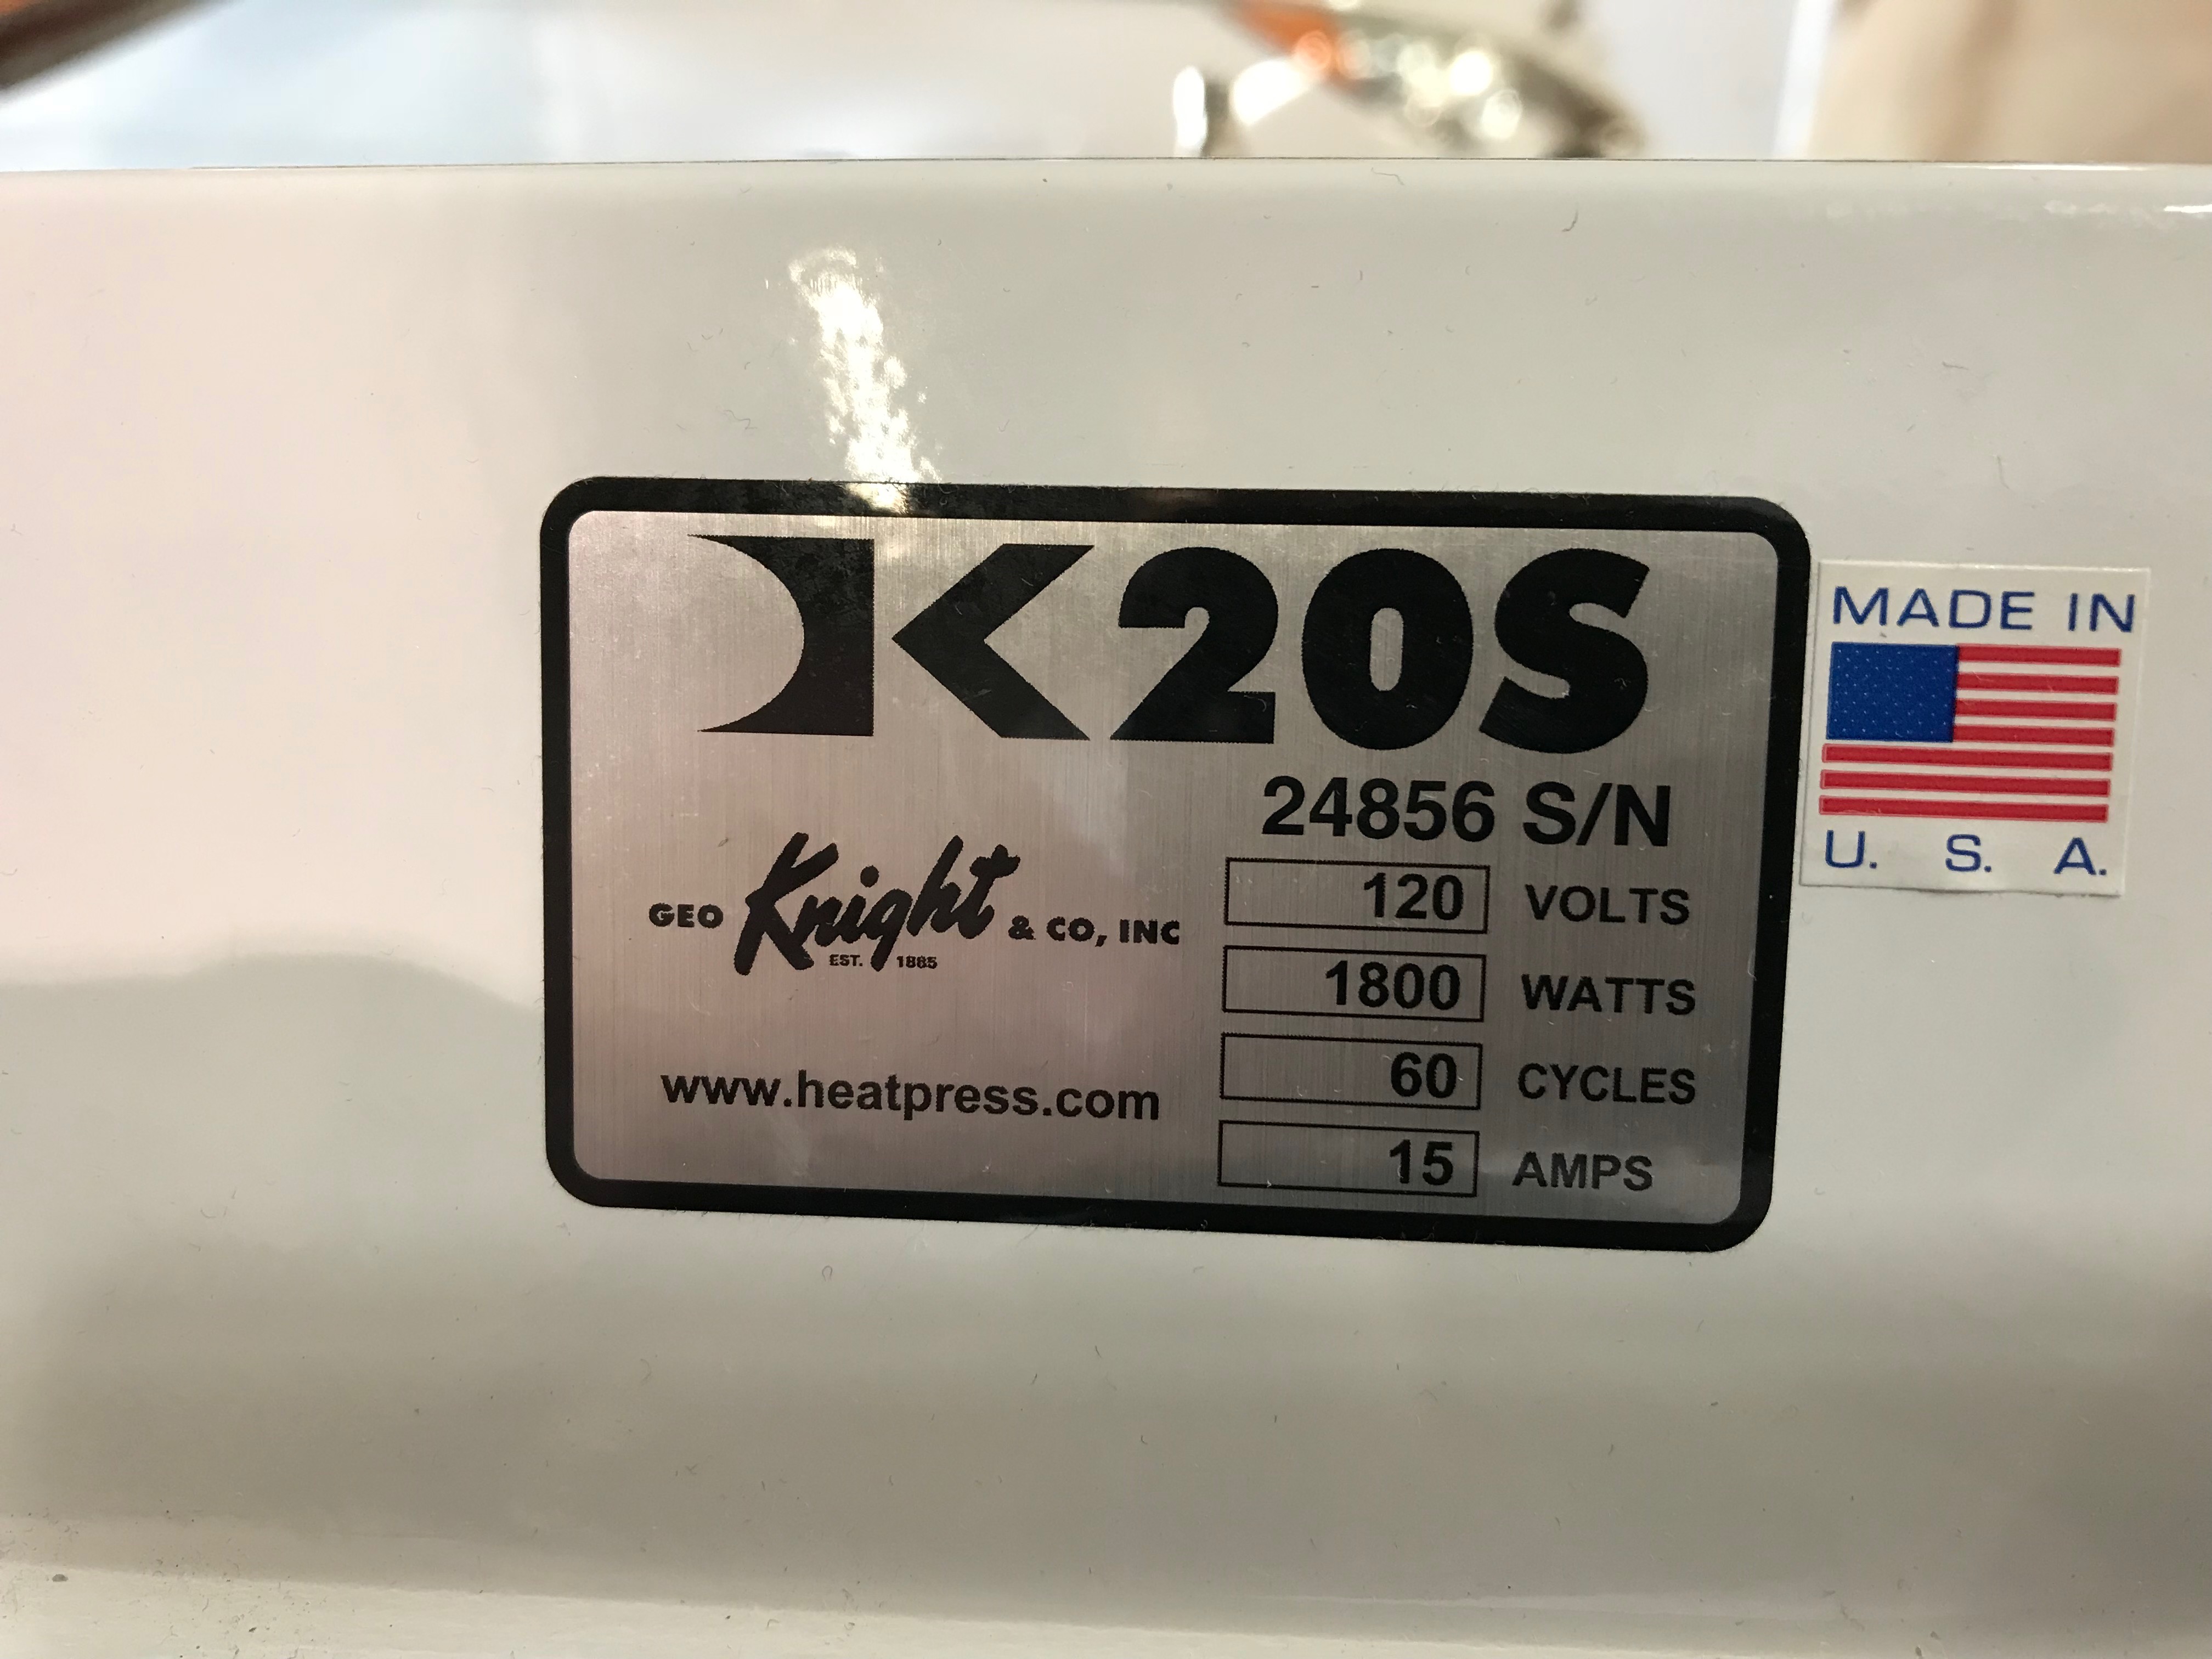 K20S
24856 S/N
GEO Knight & CO, INC
EST. 1885
www.heatpress.com
120 VOLTS
1800 WATTS
60 CYCLES
15 AMPS
MADE IN
U. S. A.